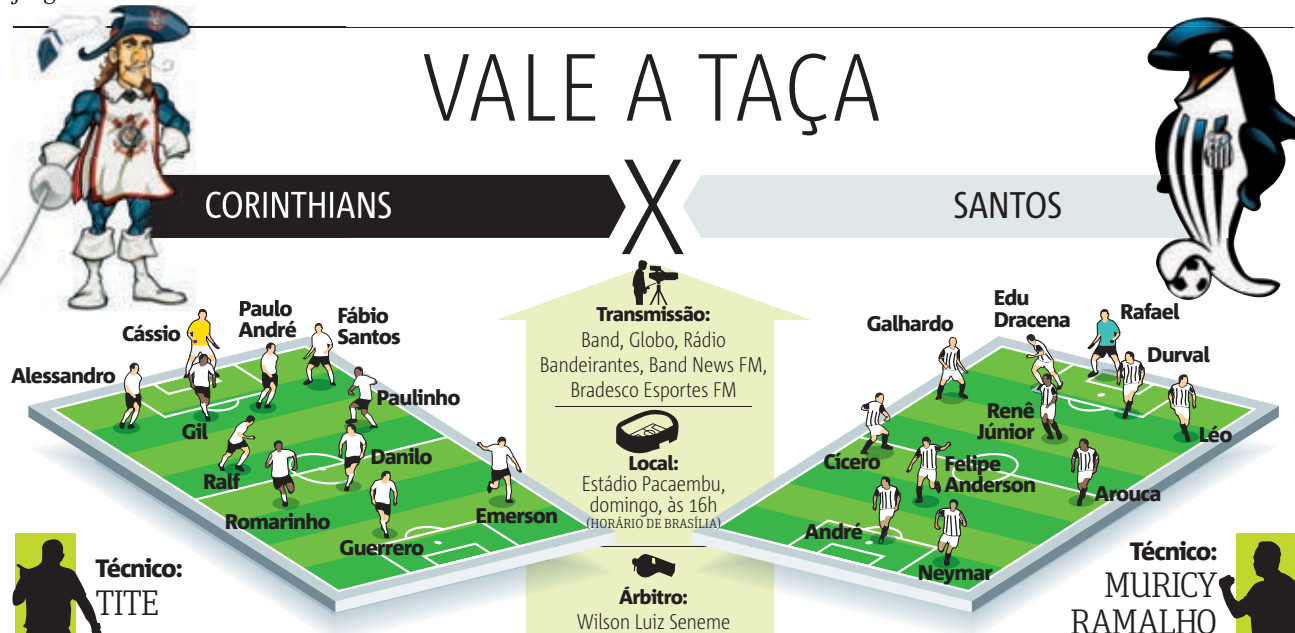 VALE A TAÇA
CORINTHIANS
X
SANTOS
Cássio
Paulo
André
Fábio
Santos
Alessandro
Gil
Paulinho
Ralf
Danilo
Romarinho
Emerson
Guerrero
Técnico:
TITE
Transmissão:
Band, Globo, Rádio
Bandeirantes, Band News FM,
Bradesco Esportes FM
Local:
Estádio Pacaembu,
domingo, às 16h
(HORÁRIO DE BRASÍLIA)
Árbitro:
Wilson Luiz Seneme
Galhardo
Edu
Dracena
Rafael
Durval
Renê
Júnior
Léo
Cícero
Felipe
Anderson
Arouca
André
Neymar
Técnico:
MURICY
RAMALHO